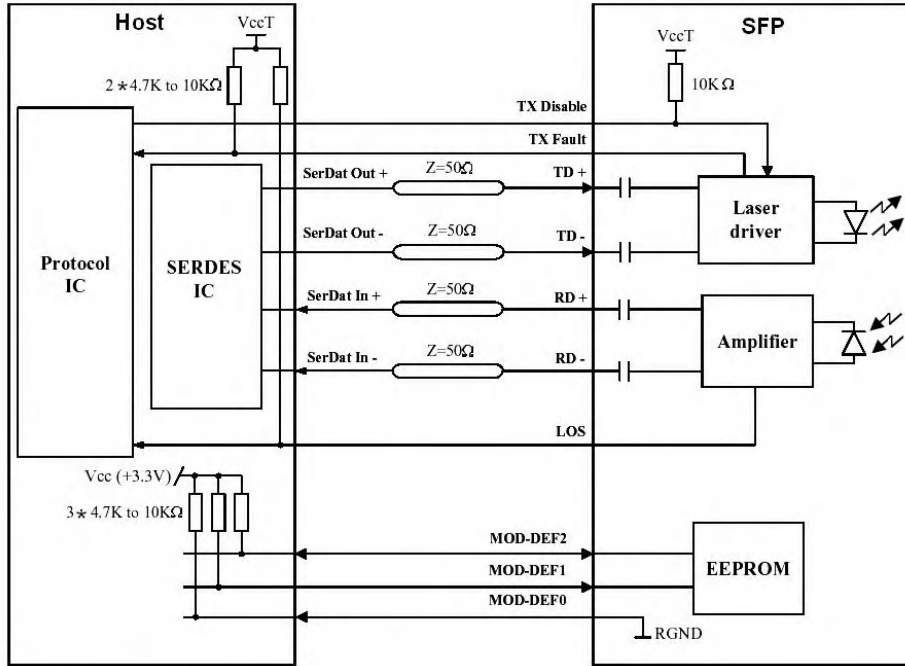 Host
SFP
VccT
VccT
2*4.7K to 10KΩ
10KΩ
TX Disable
TX Fault
SerDat Out +
Z=50Ω
TD +
Laser driver
SerDat Out -
Z=50Ω
TD -
Protocol IC
SERDES IC
SerDat In +
Z=50Ω
RD +
Amplifier
SerDat In -
Z=50Ω
RD -
LOS
Vcc (+3.3V)
3*4.7K to 10KΩ
MOD-DEF2
MOD-DEF1
EEPROM
MOD-DEF0
RGND